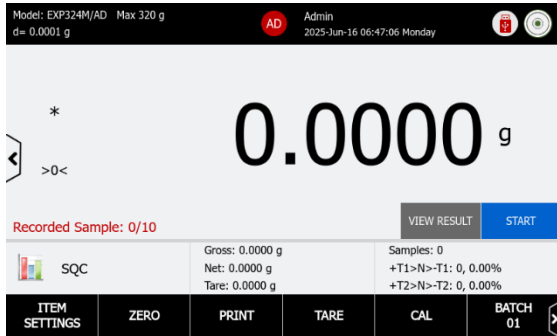 Model: EXP324M/AD Max 320 g
d= 0.0001 g
AD
Admin
2025-Jun-16 06:47:06 Monday
*
0.0000 g
>0<
Recorded Sample: 0/10
VIEW RESULT
START
SQC
Gross: 0.0000 g
Net: 0.0000 g
Tare: 0.0000 g
Samples: 0
+T1>N>-T1: 0, 0.00%
+T2>N>-T2: 0, 0.00%
ITEM
SETTINGS
ZERO
PRINT
TARE
CAL
BATCH
01